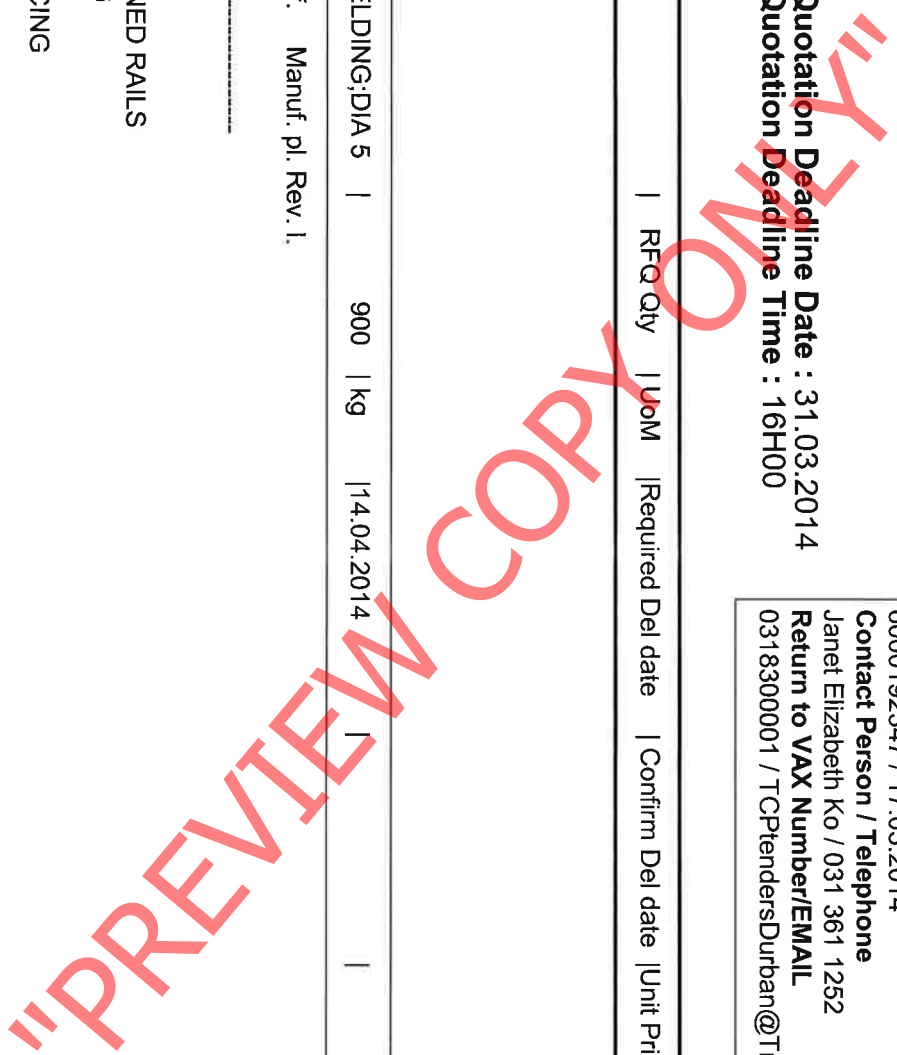 Contact Person / Telephone
Janet Elizabeth Ko / 031 361 1252
Return to VAX Number/EMAIL
0318300001 / TCPtendersDurban@T
Quotation Deadline Date : 31.03.2014
Quotation Deadline Time : 16H00
| RFQ Qty | UoM |Required Del date | Confirm Del date |Unit Pri
ELDING;DIA 5 | 900 | kg |14.04.2014 | |
f. Manuf. pl. Rev. I.
--------------------
NED RAILS
CING
"PREVIEW COPY ONLY"